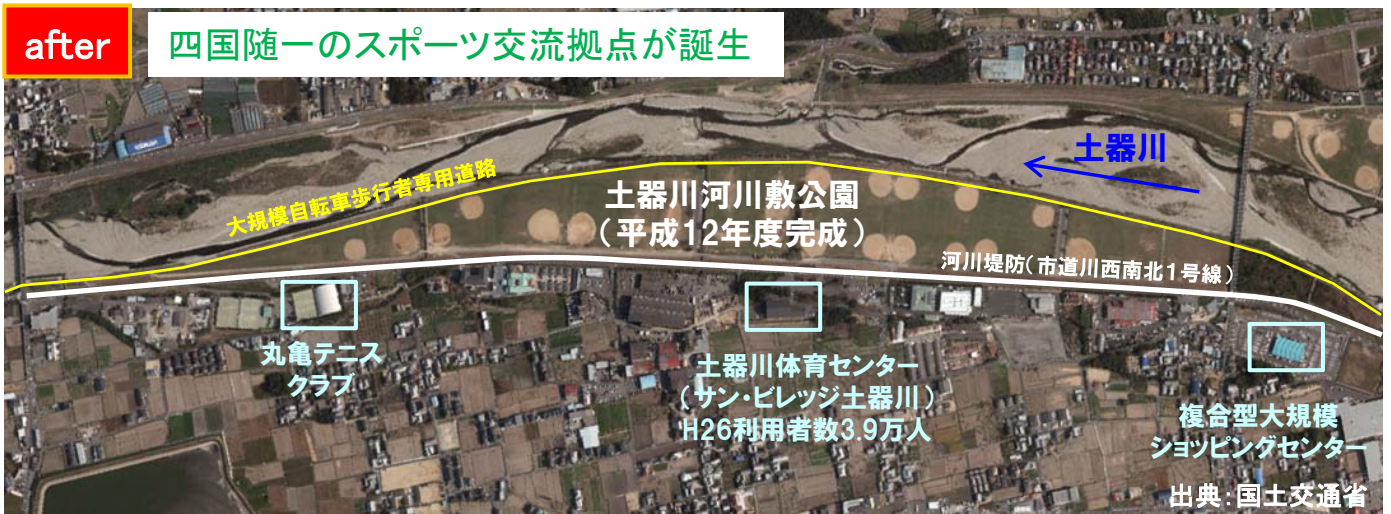 after
四国随一のスポーツ交流拠点が誕生
土器川
大規模自転車歩行者専用道路
土器川河川敷公園
（平成12年度完成）
河川堤防（市道川西南北１号線）
丸亀テニス
クラブ
土器川体育センター
（サン・ビレッジ土器川）
H26利用者数3.9万人
複合型大規模
ショッピングセンター
出典：国土交通省